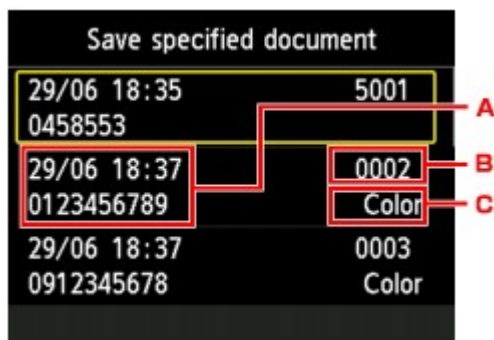 Save specified document
29/06 18:35 5001
0458553
A
29/06 18:37 0002 B
0123456789 Color C
29/06 18:37 0003
0912345678 Color